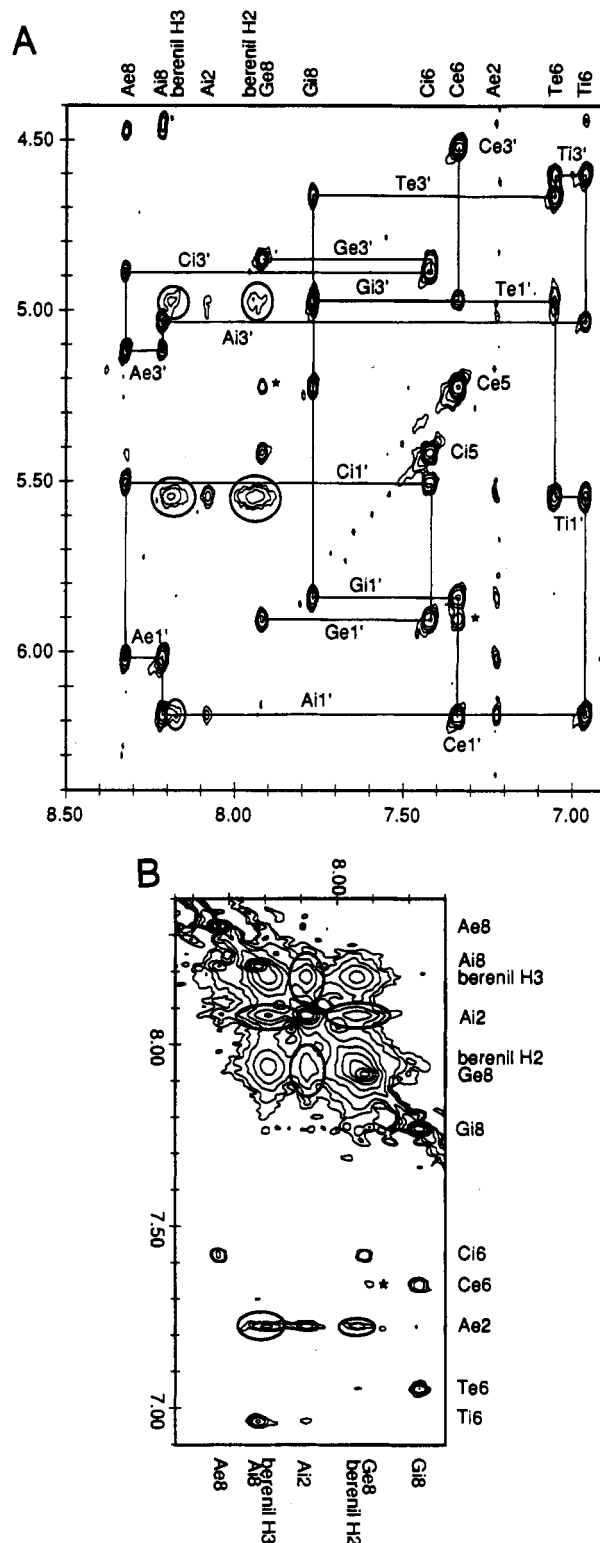 A
Ae8
Ai8
berenil H3
Ai2
berenil H2
Ge8
Gi8
Ci6
Ce6
Ae2
Te6
Ti6
4.50
5.00
5.50
6.00
Ce3'
Ti3'
Te3'
Ge3'
Ci3'
Gi3'
Te1'.
Ai3'
Ae3'
*
Ce5
Ci5
Ci1'
Ti1'
Gi1'
Ge1'
*
Ae1'
Ai1'
Ce1'
8.50
8.00
7.50
7.00
B
8.00
Ae8
Ai8
berenil H3
Ai2
8.00
berenil H2
Ge8
Gi8
7.50
Ci6
Ce6
*
Ae2
Te6
7.00
Ti6
Ae8
Ai8
berenil H3
Ai2
Ge8
berenil H2
Gi8